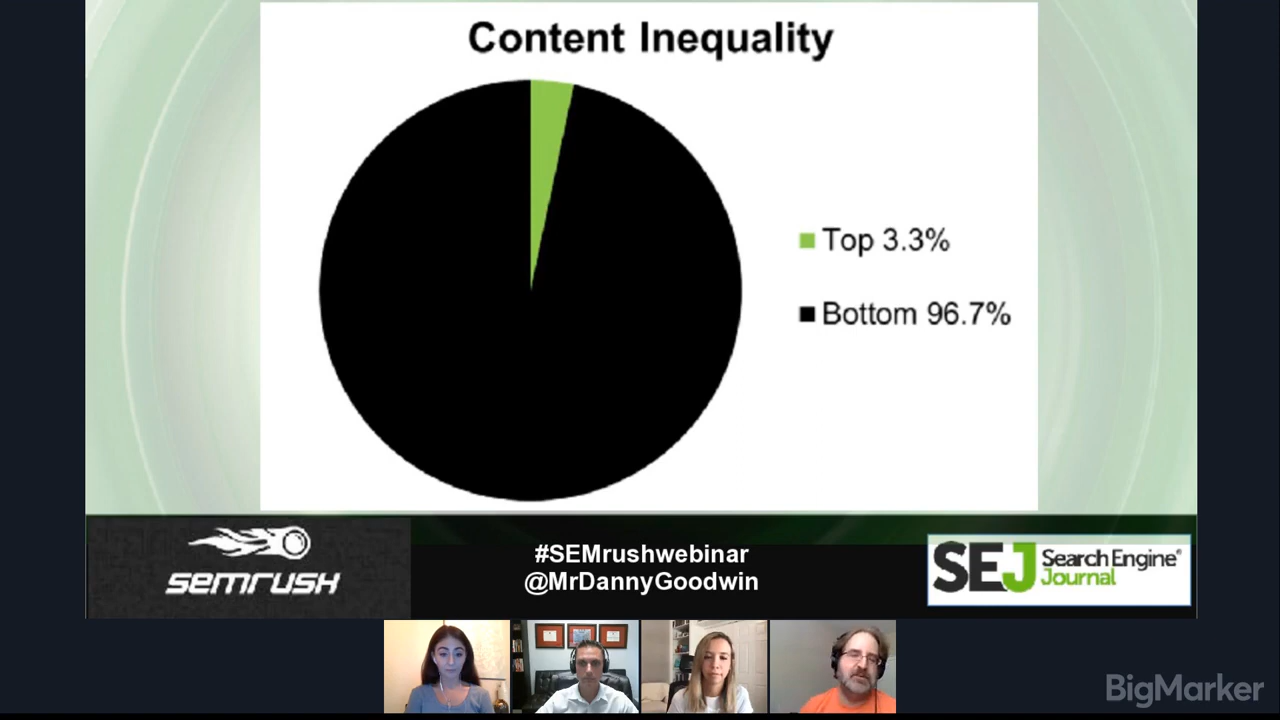 Content Inequality
Top 3.3%
Bottom 96.7%
semrush
#SEMrushwebinar
@MrDannyGoodwin
SEJ Search Engine®
Journal
BigMarker